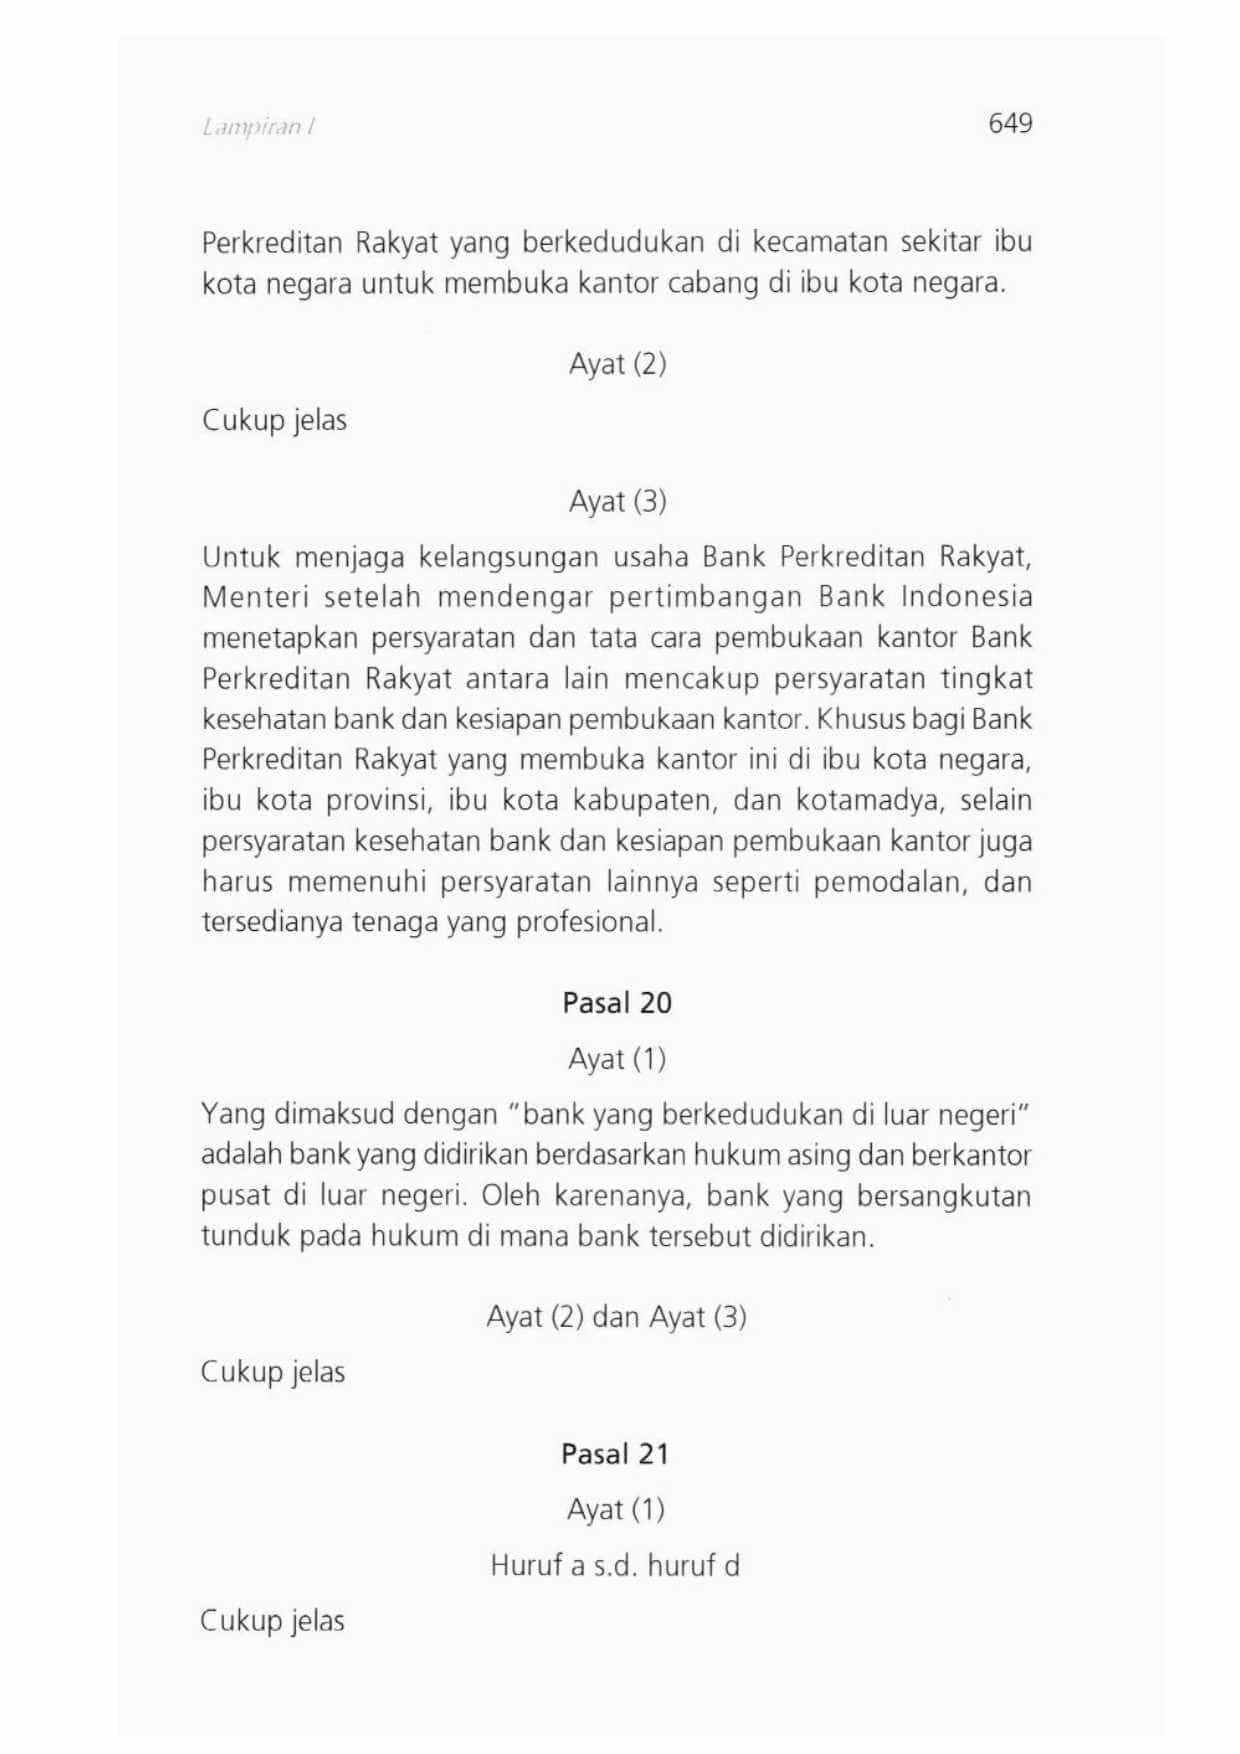 Lampiran I
649
Perkreditan Rakyat yang berkedudukan di kecamatan sekitar ibu
kota negara untuk membuka kantor cabang di ibu kota negara.
Ayat (2)
Cukup jelas
Ayat (3)
Untuk menjaga kelangsungan usaha Bank Perkreditan Rakyat,
Menteri setelah mendengar pertimbangan Bank Indonesia
menetapkan persyaratan dan tata cara pembukaan kantor Bank
Perkreditan Rakyat antara lain mencakup persyaratan tingkat
kesehatan bank dan kesiapan pembukaan kantor. Khusus bagi Bank
Perkreditan Rakyat yang membuka kantor ini di ibu kota negara,
ibu kota provinsi, ibu kota kabupaten, dan kotamadya, selain
persyaratan kesehatan bank dan kesiapan pembukaan kantor juga
harus memenuhi persyaratan lainnya seperti pemodalan, dan
tersedianya tenaga yang profesional.
Pasal 20
Ayat (1)
Yang dimaksud dengan "bank yang berkedudukan di luar negeri"
adalah bank yang didirikan berdasarkan hukum asing dan berkantor
pusat di luar negeri. Oleh karenanya, bank yang bersangkutan
tunduk pada hukum di mana bank tersebut didirikan.
Ayat (2) dan Ayat (3)
Cukup jelas
Pasal 21
Ayat (1)
Huruf a s.d. huruf d
Cukup jelas